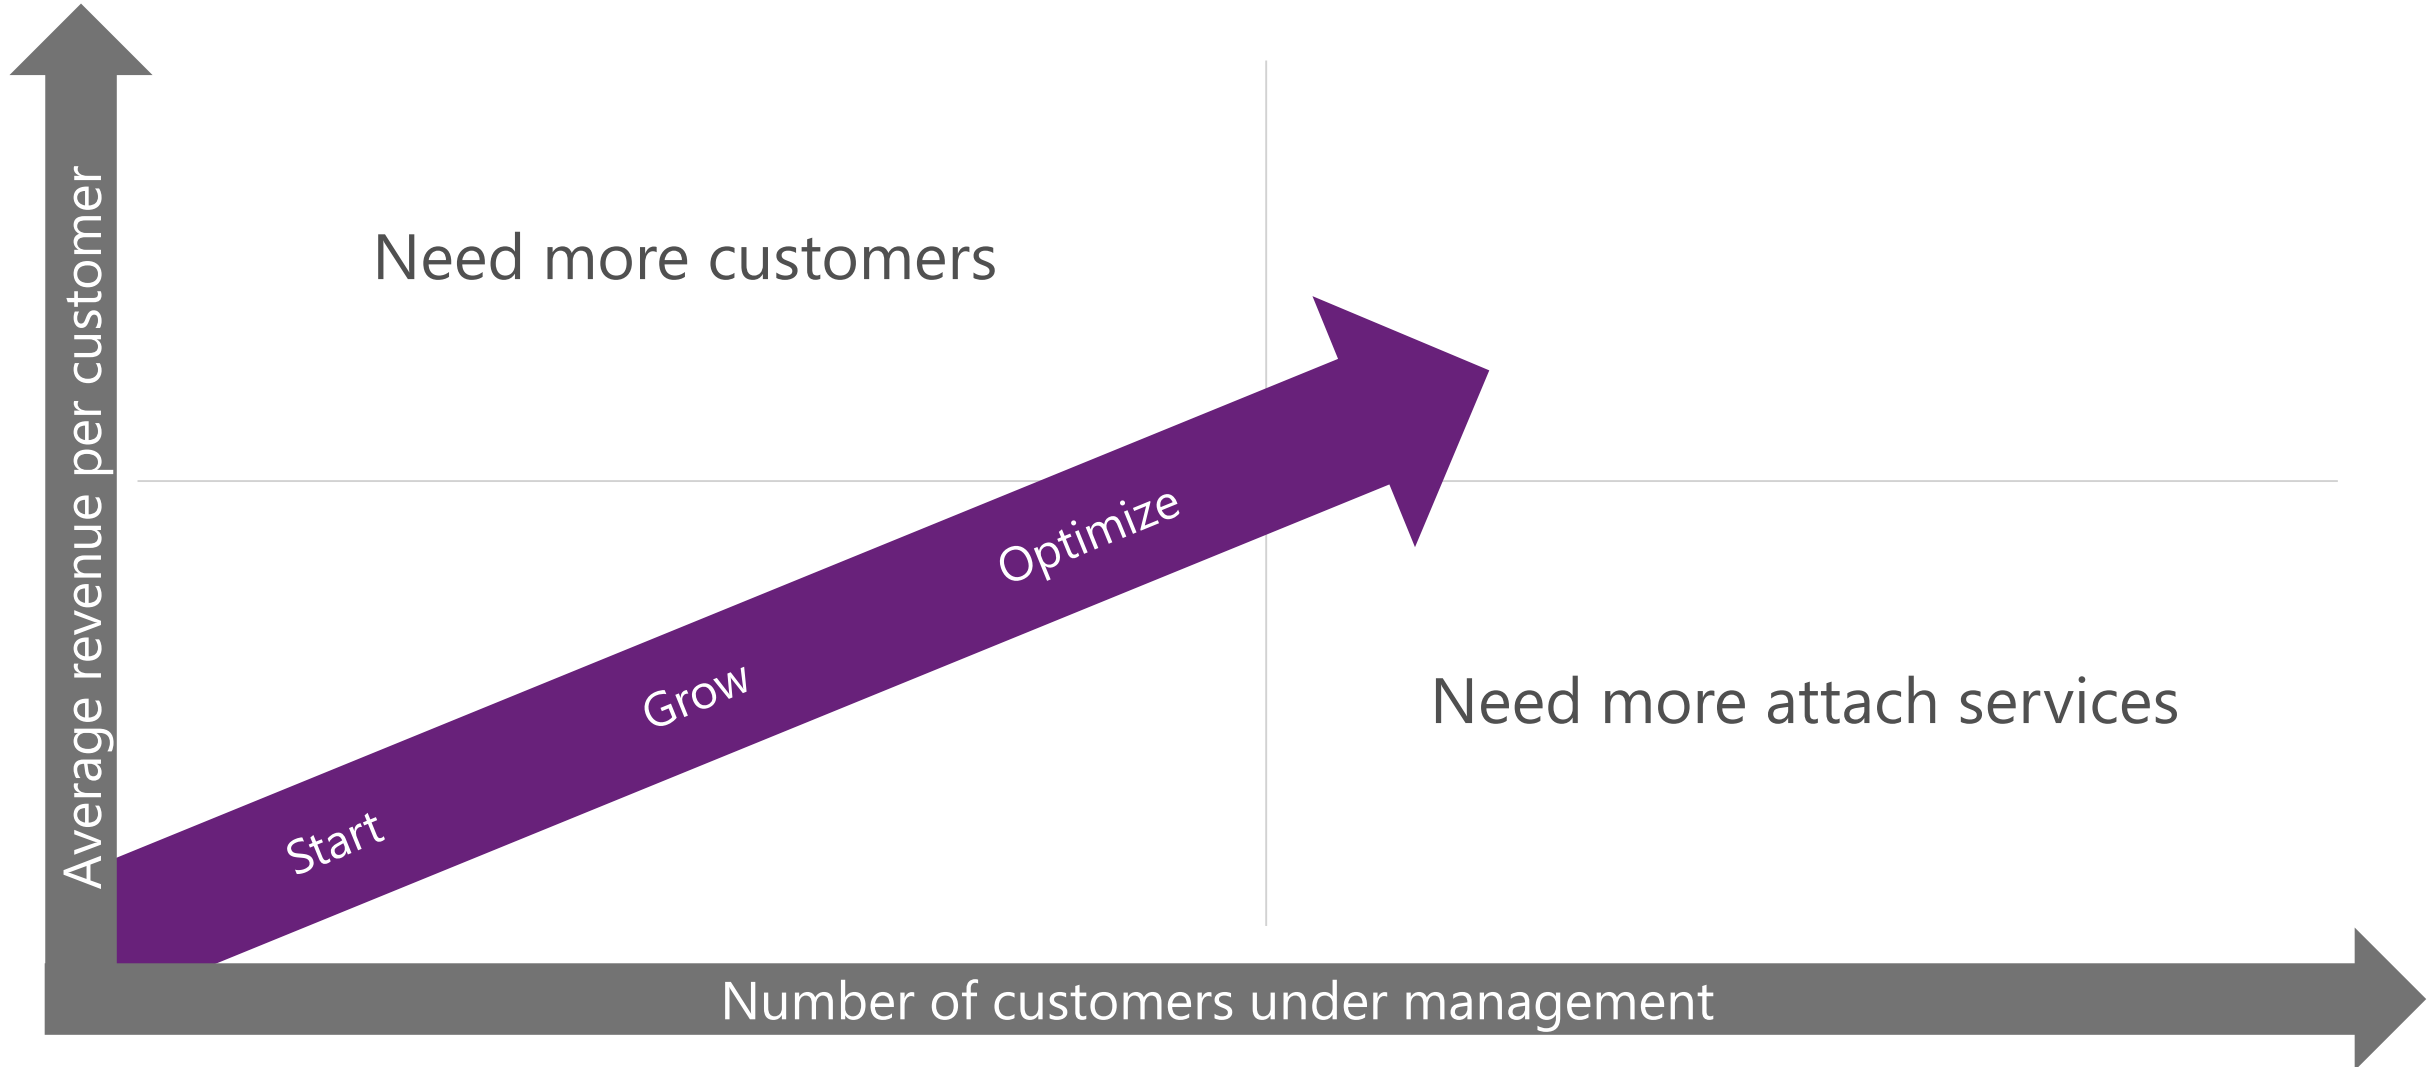 Average revenue per customer
Need more customers
Optimize
Grow
Need more attach services
Start
Number of customers under management